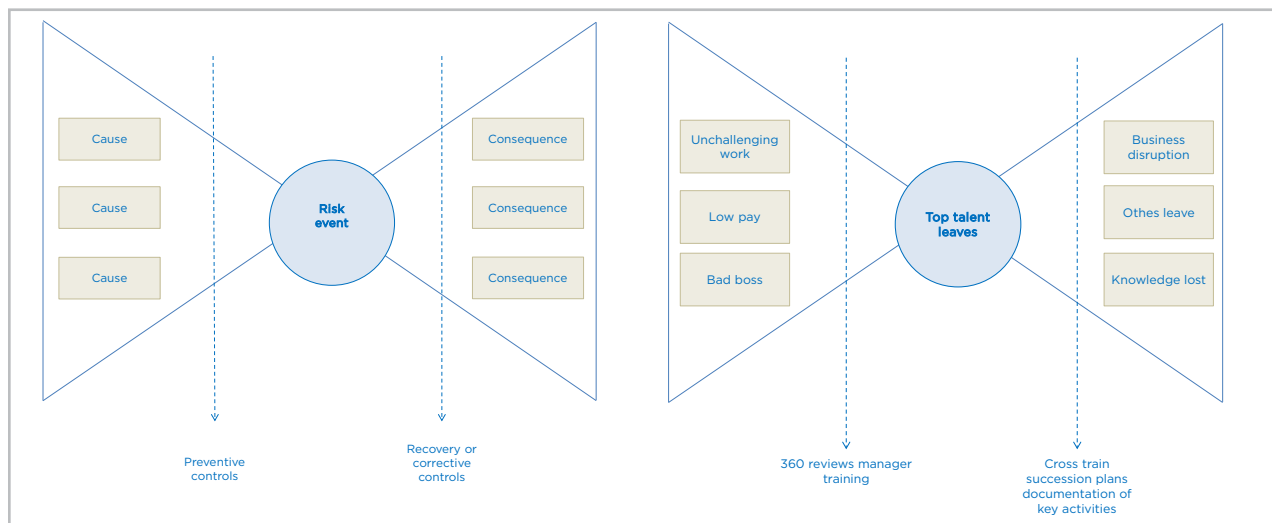 Cause
Cause
Cause
Risk
event
Consequence
Consequence
Consequence
Preventive
controls
Recovery or
corrective
controls
Unchallenging
work
Low pay
Bad boss
Top talent
leaves
Business
disruption
Othes leave
Knowledge lost
360 reviews manager
training
Cross train
succession plans
documentation of
key activities